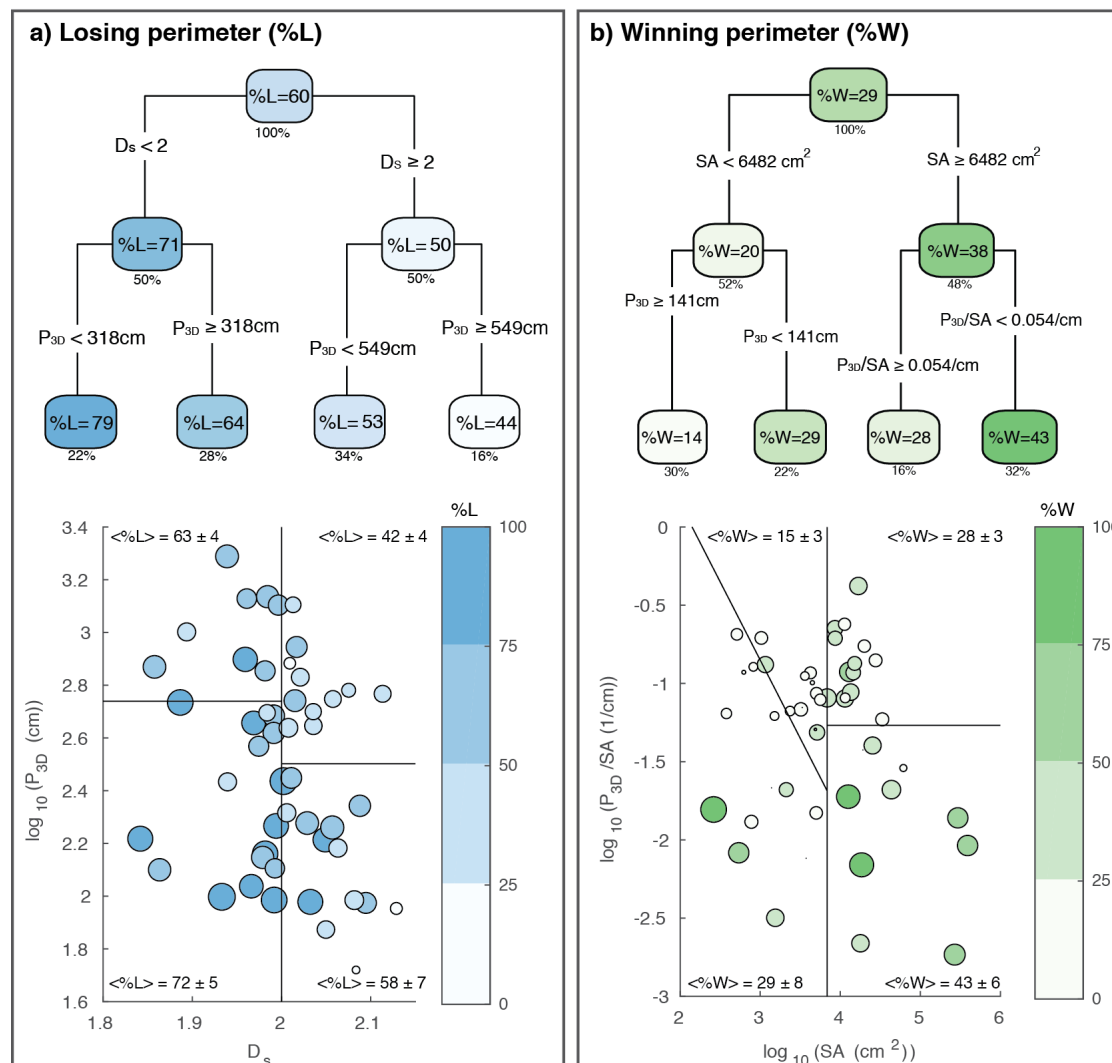 a) Losing perimeter (%L)
%L=60
100%
Ds < 2
Ds ≥ 2
%L=71
50%
%L=50
50%
P3D < 318cm
P3D ≥ 318cm
P3D < 549cm
P3D ≥ 549cm
%L=79
22%
%L=64
28%
%L=53
34%
%L=44
16%
%L
<%L> = 63 ± 4
<%L> = 42 ± 4
<%L> = 72 ± 5
<%L> = 58 ± 7
3.4
3.2
3
2.8
2.6
2.4
2.2
2
1.8
1.6
log10 (P3D (cm))
1.8
1.9
2
2.1
Ds
100
75
50
25
0
b) Winning perimeter (%W)
%W=29
100%
SA < 6482 cm2
SA ≥ 6482 cm2
%W=20
52%
%W=38
48%
P3D ≥ 141cm
P3D < 141cm
P3D/SA ≥ 0.054/cm
P3D/SA < 0.054/cm
%W=14
30%
%W=29
22%
%W=28
16%
%W=43
32%
%W
<%W> = 15 ± 3
<%W> = 28 ± 3
<%W> = 29 ± 8
<%W> = 43 ± 6
0
-0.5
-1
-1.5
-2
-2.5
-3
log10 (P3D /SA (1/cm))
2
3
4
5
6
log10 (SA (cm2))
100
75
50
25
0